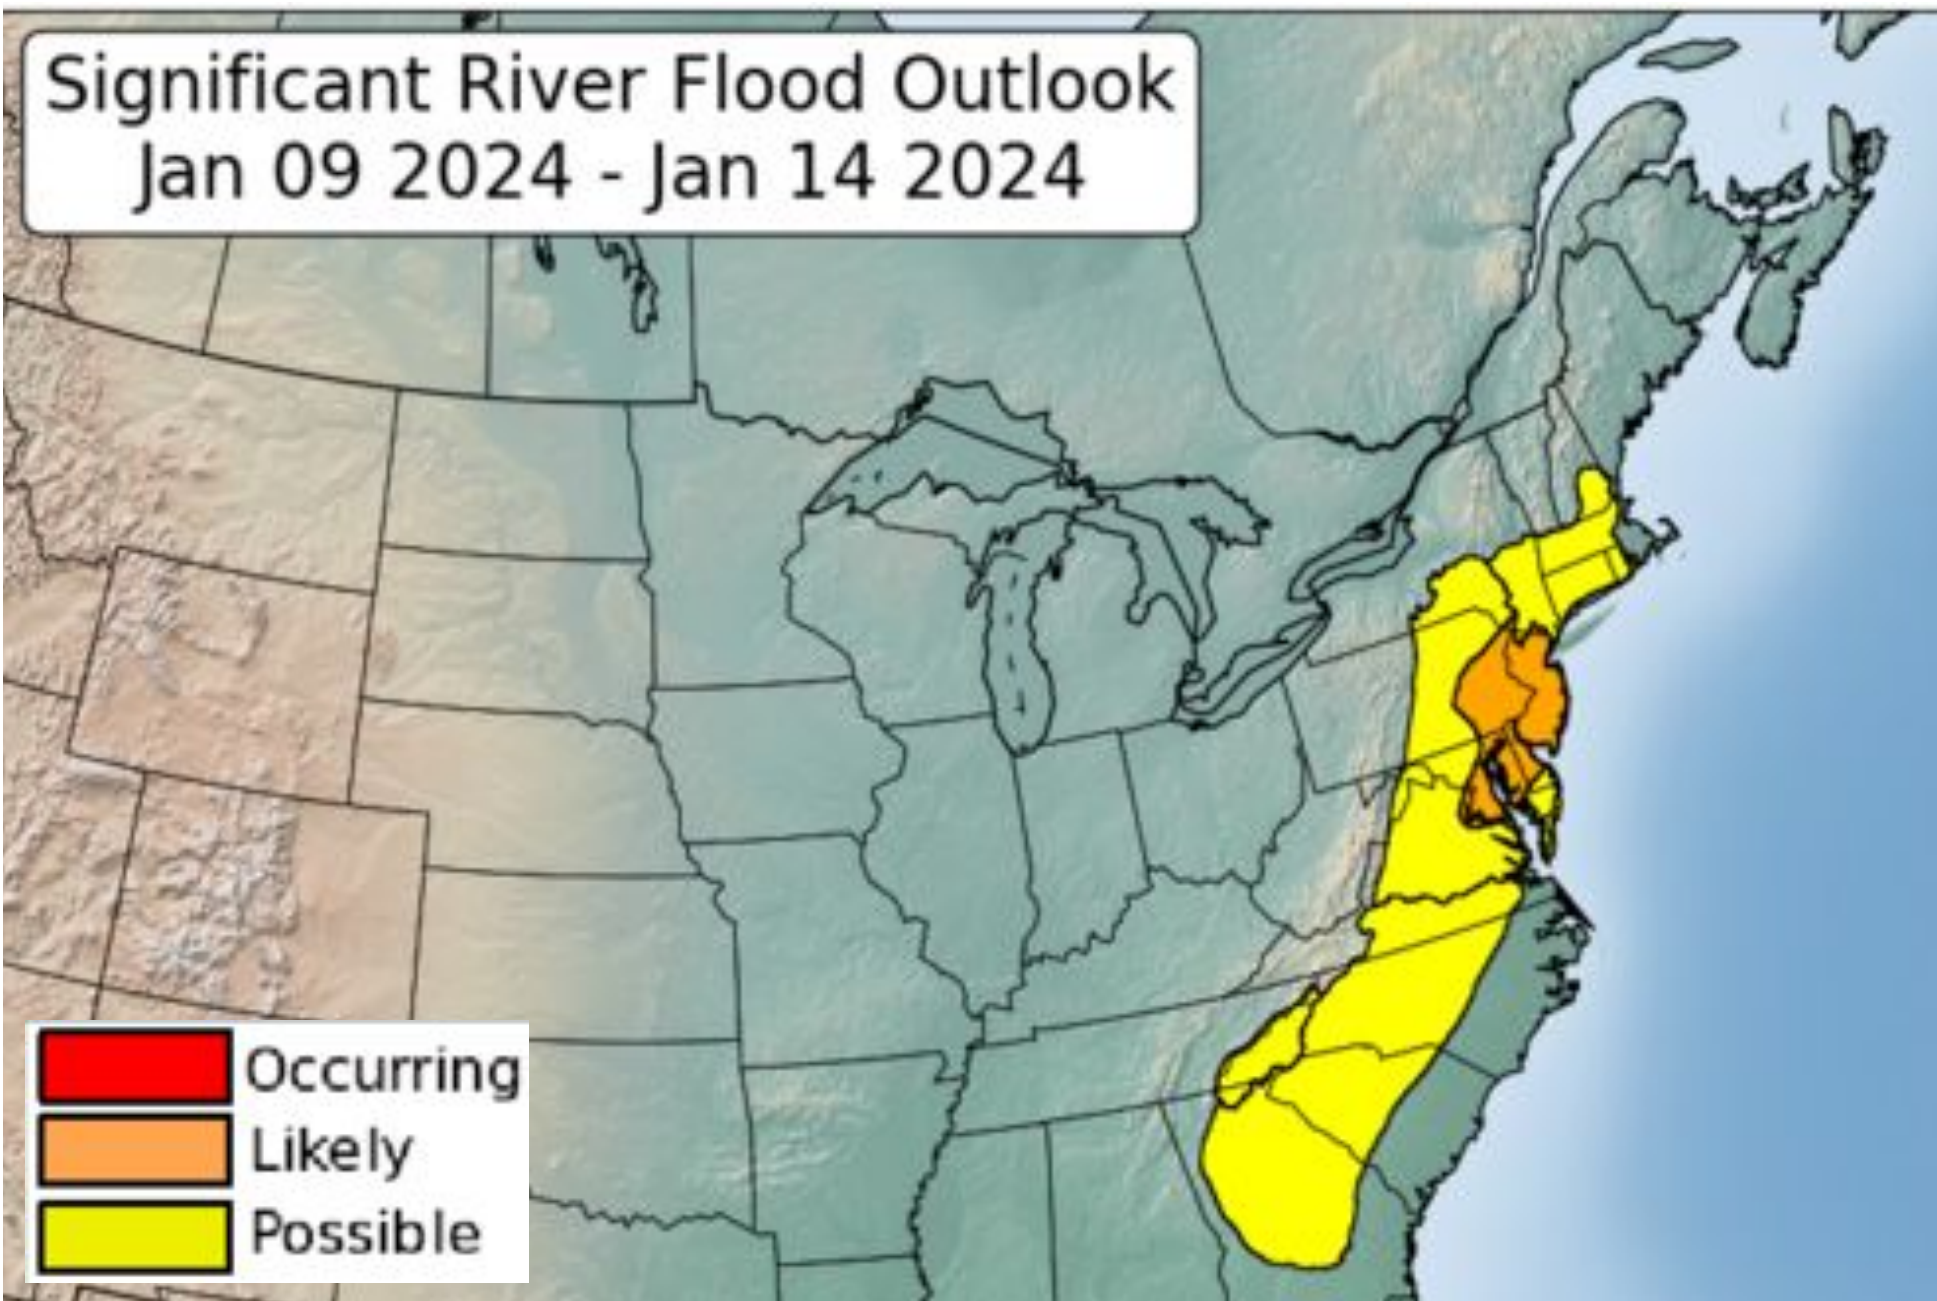 Significant River Flood Outlook
Jan 09 2024 - Jan 14 2024
Occurring
Likely
Possible